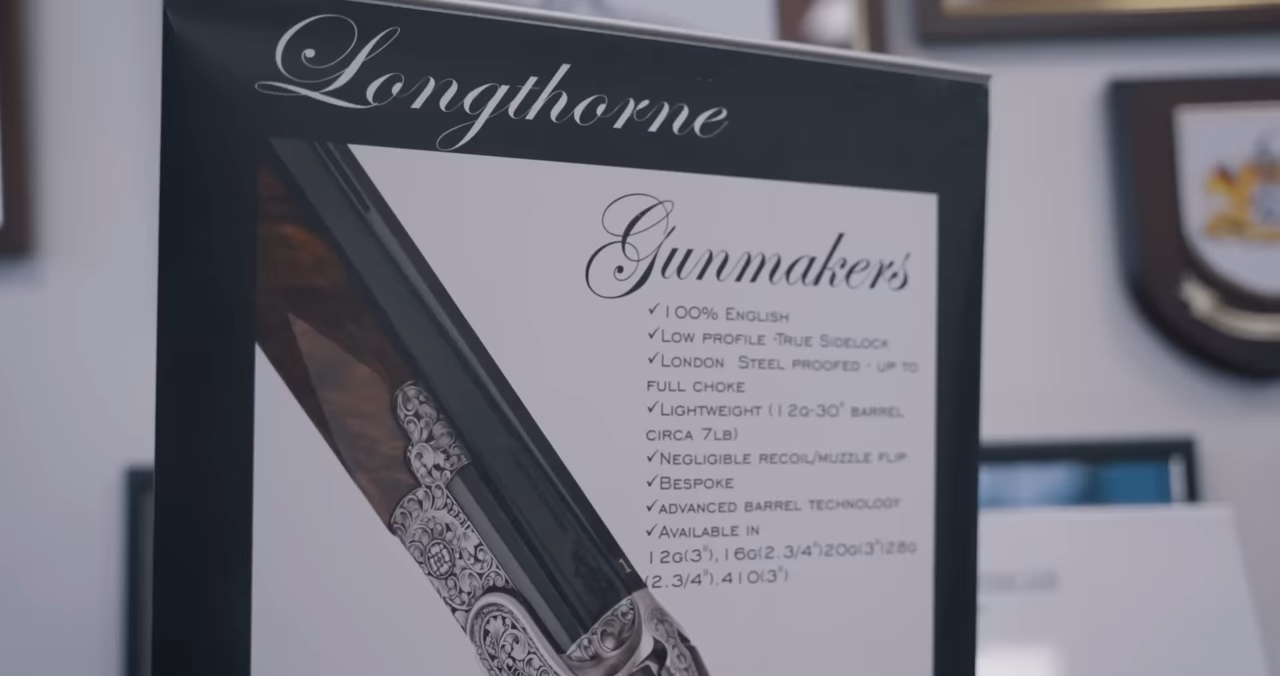 Longthorne
Gunmakers
✓100% English
✓Low profile -True Sidelock
✓London Steel proofed - up to
full choke
✓Lightweight (12g-30" barrel
circa 7lb)
✓Negligible recoil/muzzle flip
✓Bespoke
✓advanced barrel technology
✓Available in
12g(3"), 16g(2.3/4")20g(3")28g
(2.3/4").410(3")
1